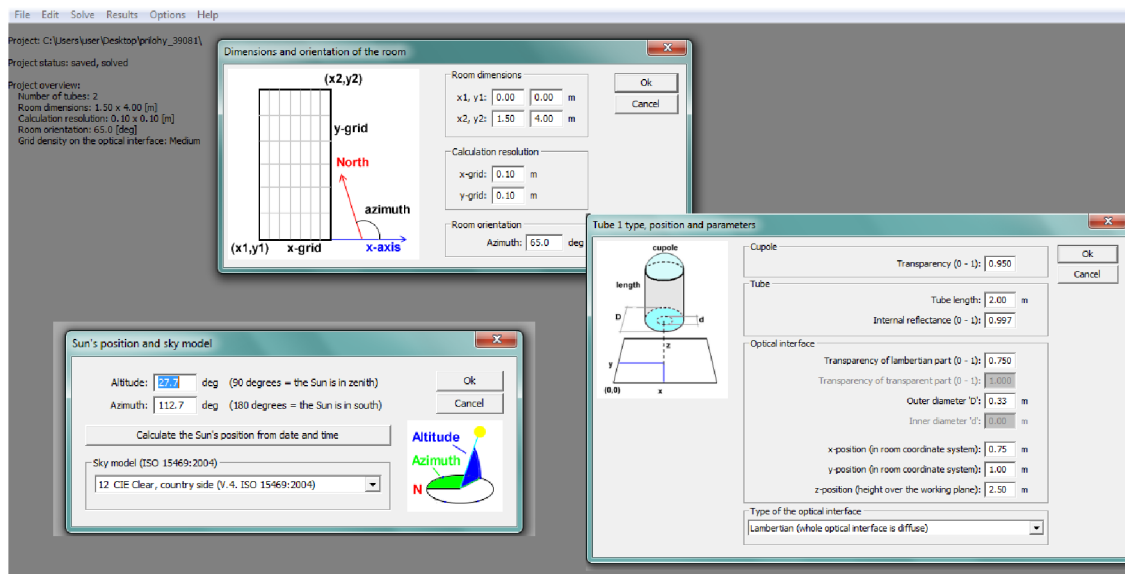 File Edit Solve Results Options Help
Project: C:\Users\user\Desktop\prilohy_39081\
Project status: saved, solved
Project overview:
Number of tubes: 2
Room dimensions: 1.50 x 4.00 [m]
Calculation resolution: 0.10 x 0.10 [m]
Room orientation: 65.0 [deg]
Grid density on the optical interface: Medium
Dimensions and orientation of the room
(x2,y2)
y-grid
North
azimuth
(x1,y1) x-grid x-axis
Room dimensions
x1, y1: 0.00 0.00 m
x2, y2: 1.50 4.00 m
Calculation resolution
x-grid: 0.10 m
y-grid: 0.10 m
Room orientation
Azimuth: 65.0 deg
Ok
Cancel
Sun's position and sky model
Altitude: 27.7 deg (90 degrees = the Sun is in zenith)
Azimuth: 112.7 deg (180 degrees = the Sun is in south)
Calculate the Sun's position from date and time
Sky model (ISO 15469:2004)
12 CIE Clear, country side (V.4. ISO 15469:2004)
Ok
Cancel
Altitude
Azimuth
N
Tube 1 type, position and parameters
cupole
length
D
d
z
y
(0,0) x
Cupole
Transparency (0 - 1): 0.950
Tube
Tube length: 2.00 m
Internal reflectance (0 - 1): 0.997
Optical interface
Transparency of lambertian part (0 - 1): 0.750
Transparency of transparent part (0 - 1): 1.000
Outer diameter 'D': 0.33 m
Inner diameter 'd': 0.00 m
x-position (in room coordinate system): 0.75 m
y-position (in room coordinate system): 1.00 m
z-position (height over the working plane): 2.50 m
Type of the optical interface
Lambertian (whole optical interface is diffuse)
Ok
Cancel